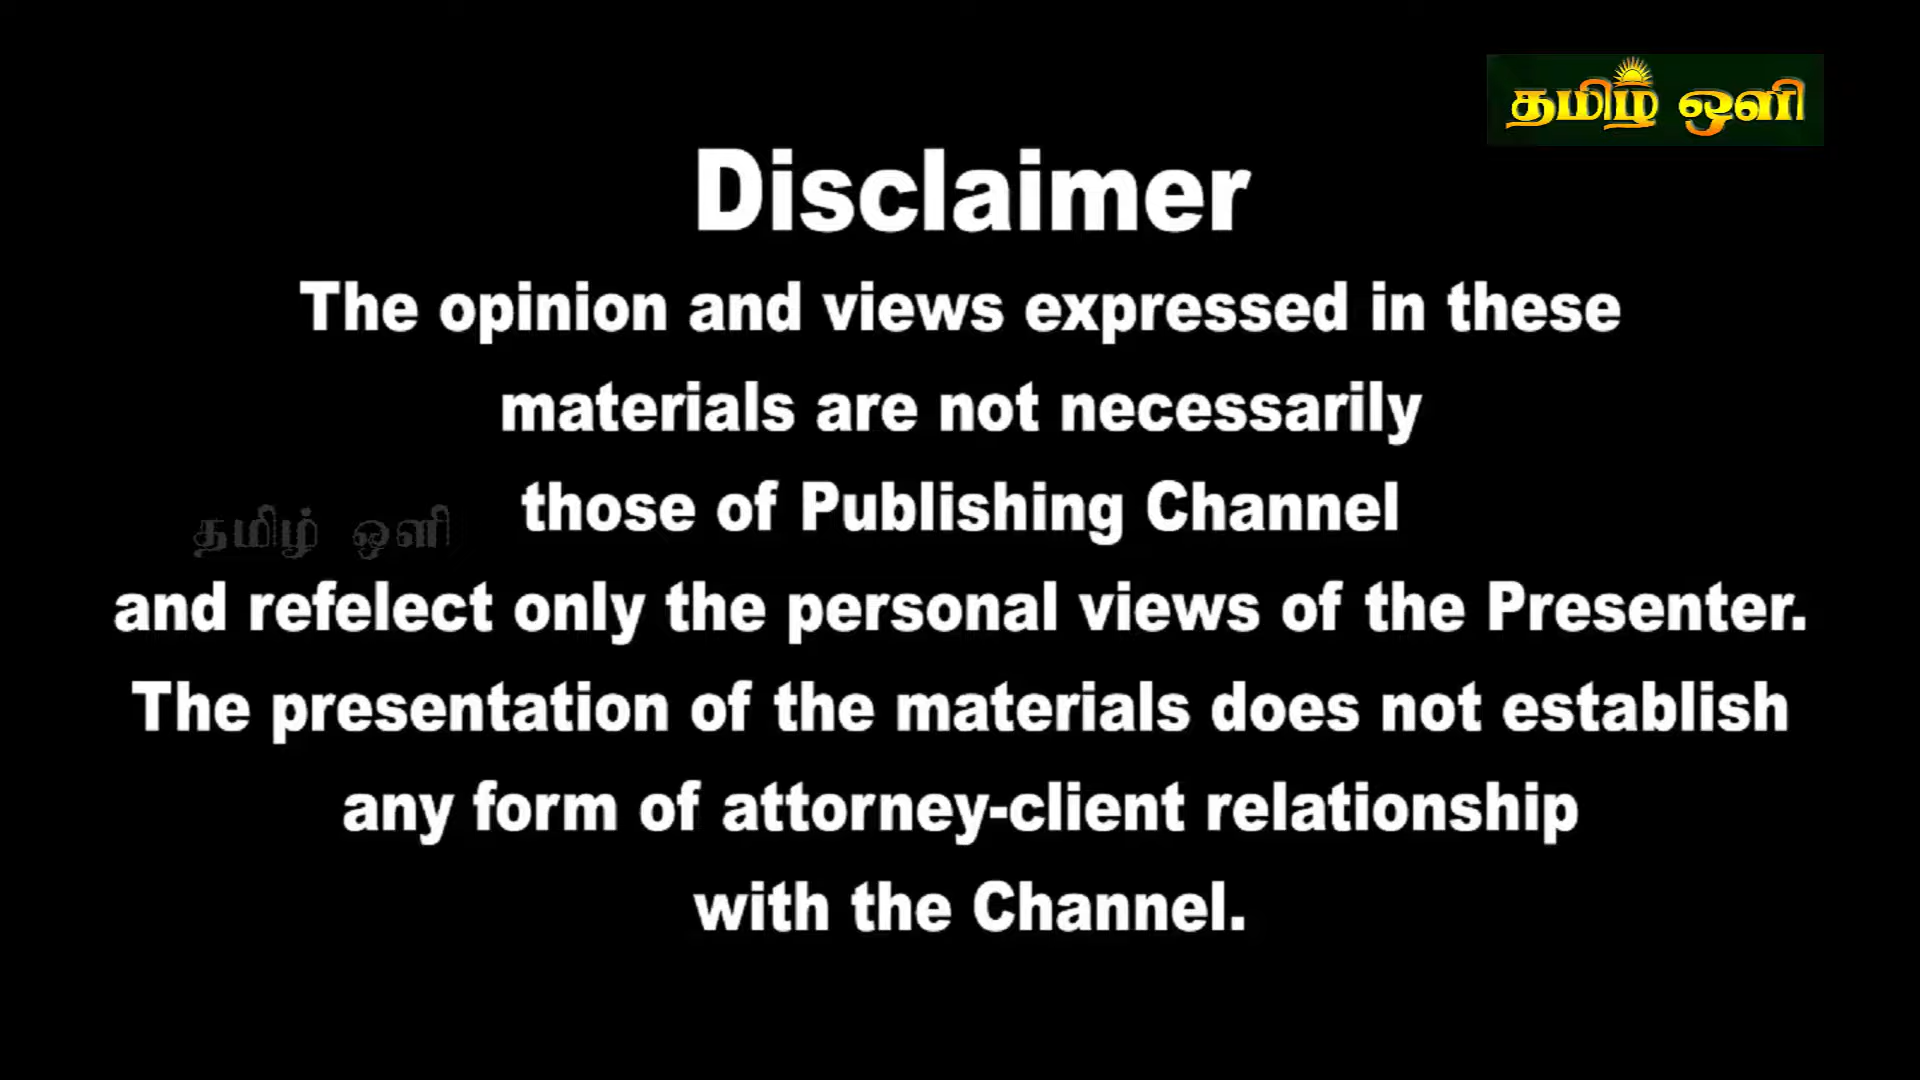 தமிழ் ஒளி
Disclaimer
The opinion and views expressed in these
materials are not necessarily
those of Publishing Channel
தமிழ் ஒளி
and refelect only the personal views of the Presenter.
The presentation of the materials does not establish
any form of attorney-client relationship
with the Channel.